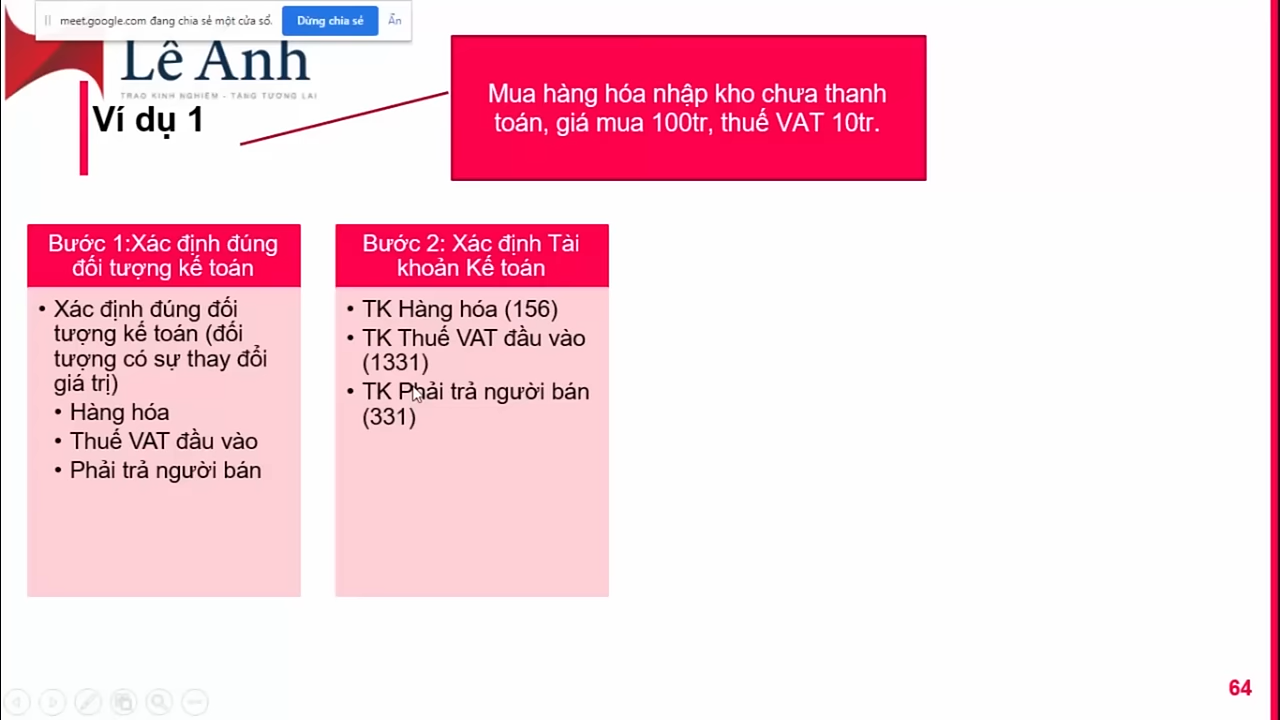 meet.google.com đang chia sẻ một cửa sổ.
Dừng chia sẻ
Ẩn
Lê Anh
TRAO KINH NGHIỆM - TẶNG TƯƠNG LAI
Ví dụ 1
Mua hàng hóa nhập kho chưa thanh
toán, giá mua 100tr, thuế VAT 10tr.
Bước 1:Xác định đúng
đối tượng kế toán
• Xác định đúng đối
tượng kế toán (đối
tượng có sự thay đổi
giá trị)
• Hàng hóa
• Thuế VAT đầu vào
• Phải trả người bán
Bước 2: Xác định Tài
khoản Kế toán
• TK Hàng hóa (156)
• TK Thuế VAT đầu vào
(1331)
• TK Phải trả người bán
(331)
64